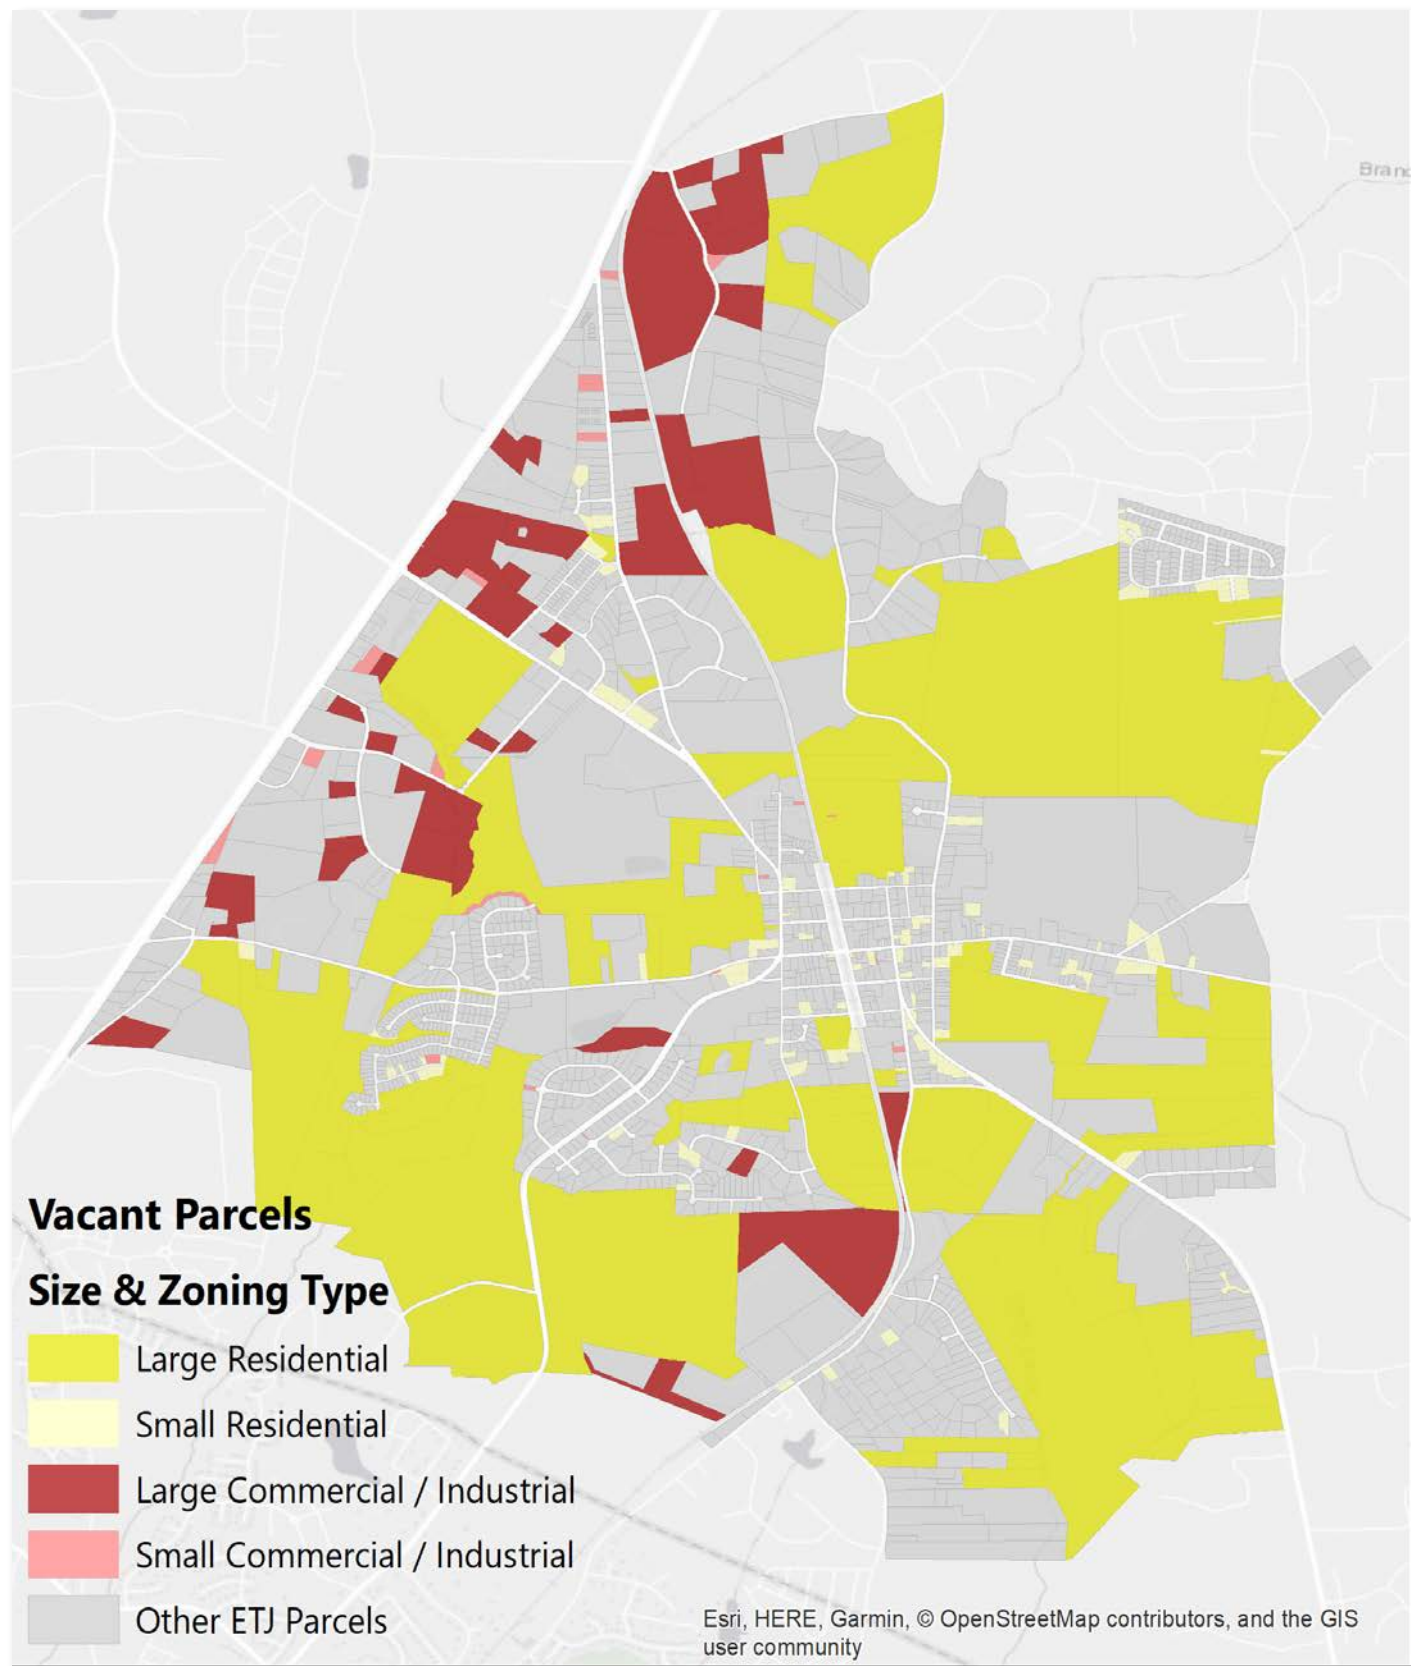 Branc
Vacant Parcels
Size & Zoning Type
Large Residential
Small Residential
Large Commercial / Industrial
Small Commercial / Industrial
Other ETJ Parcels
Esri, HERE, Garmin, © OpenStreetMap contributors, and the GIS
user community